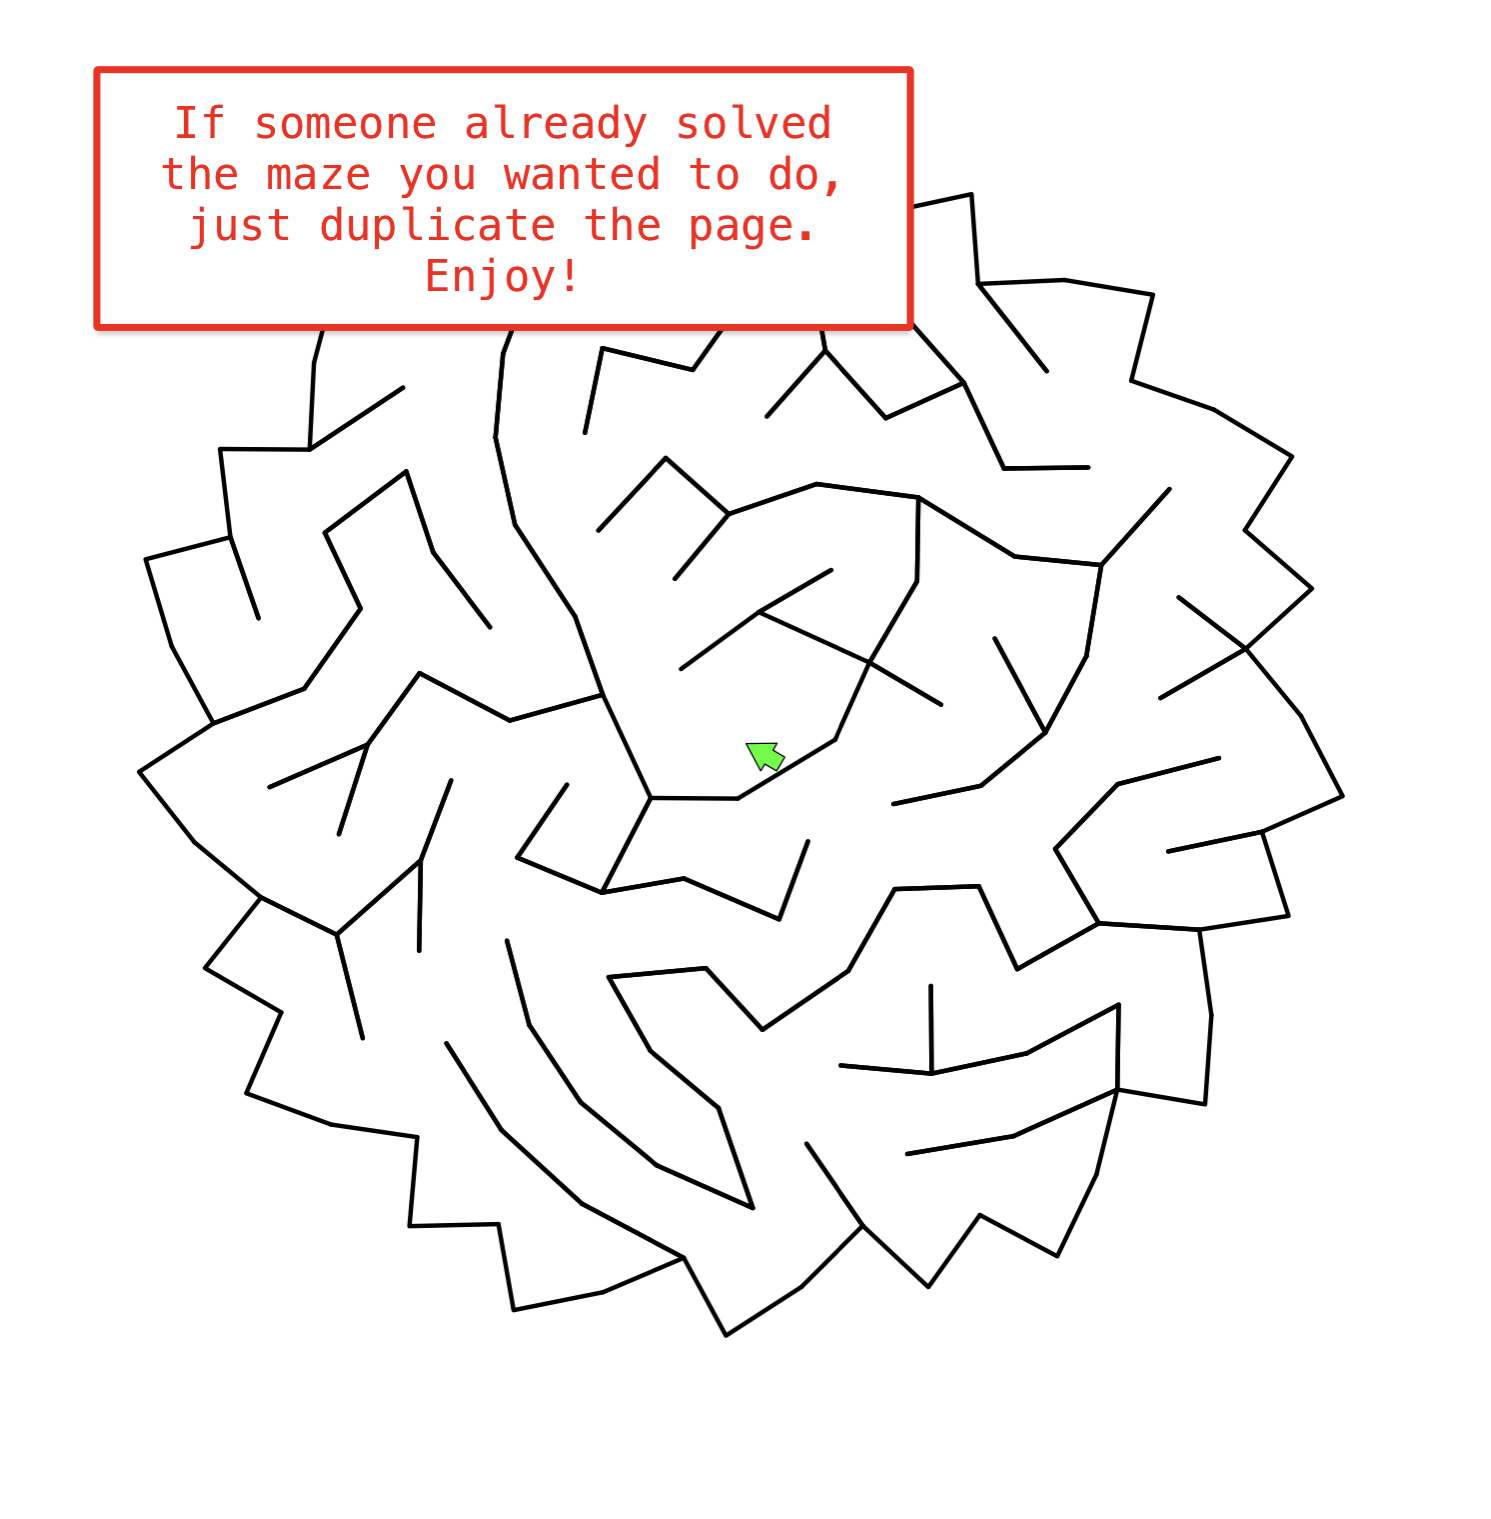 If someone already solved
the maze you wanted to do,
just duplicate the page.
Enjoy!